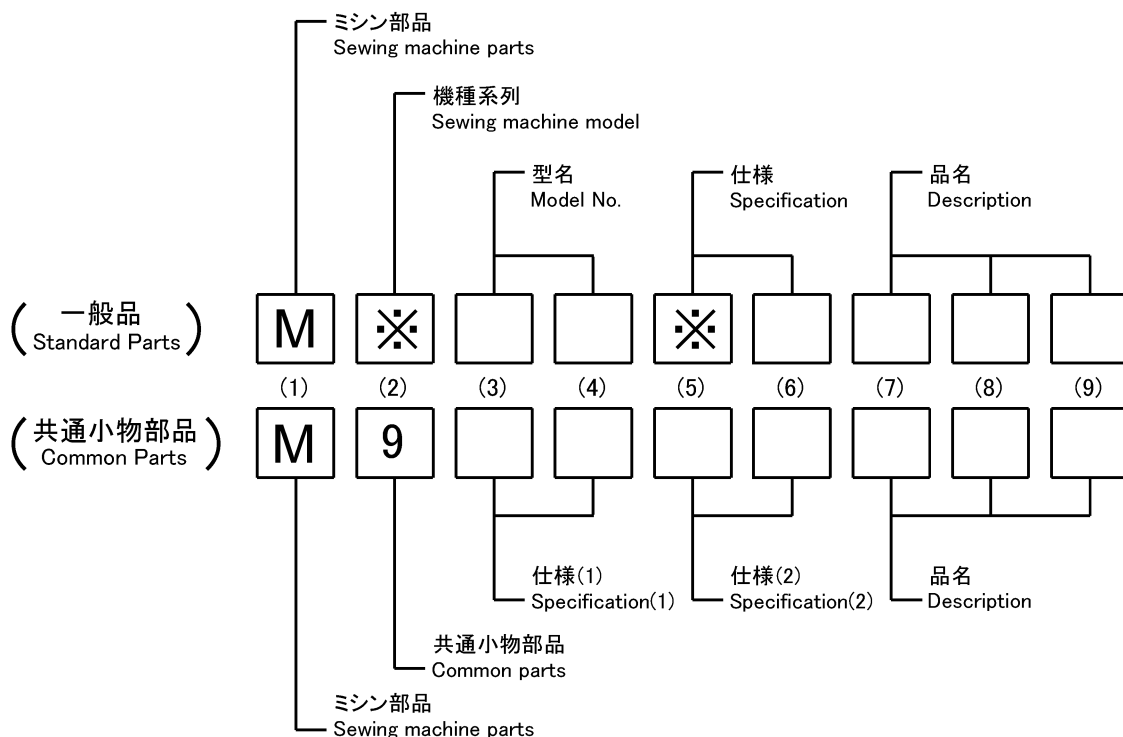 ミシン部品
Sewing machine parts
機種系列
Sewing machine model
型名
Model No.
仕様
Specification
品名
Description
(一般品
Standard Parts)
M ※ ※
(1) (2) (3) (4) (5) (6) (7) (8) (9)
(共通小物部品
Common Parts)
M 9
仕様(1)
Specification(1)
仕様(2)
Specification(2)
品名
Description
共通小物部品
Common parts
ミシン部品
Sewing machine parts